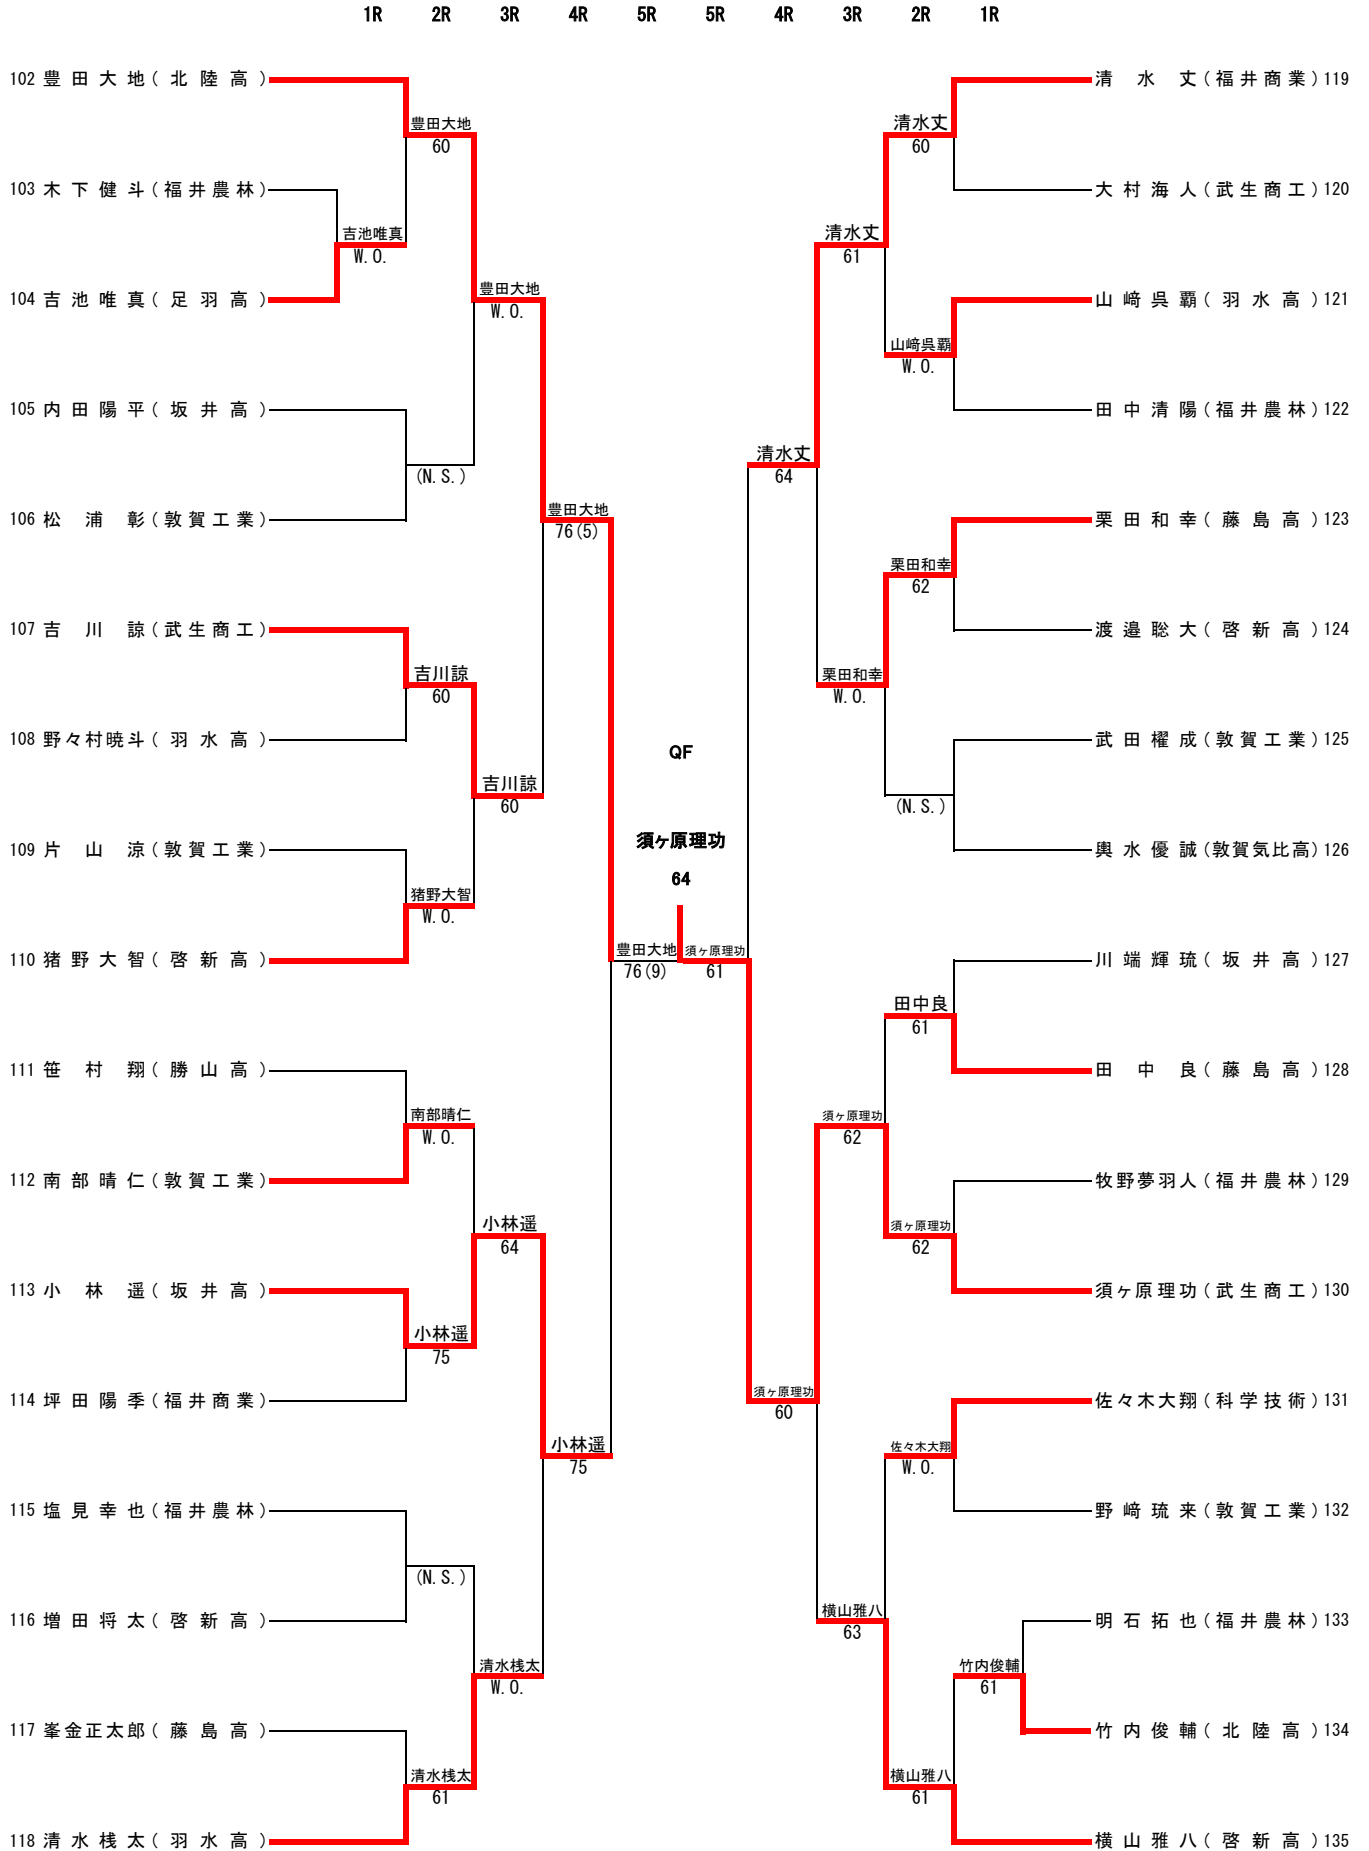 1R 2R 3R 4R 5R 5R 4R 3R 2R 1R
102 豊田大地(北陸高)
豊田大地
60
103 木下健斗(福井農林)
吉池唯真
W.O.
104 吉池唯真(足羽高)
豊田大地
W.O.
105 内田陽平(坂井高)
(N.S.)
106 松浦彰(敦賀工業)
豊田大地
76(5)
107 吉川諒(武生商工)
吉川諒
60
108 野々村暁斗(羽水高)
吉川諒
60
109 片山涼(敦賀工業)
猪野大智
W.O.
110 猪野大智(啓新高)
豊田大地
76(9)
111 笹村翔(勝山高)
南部晴仁
W.O.
112 南部晴仁(敦賀工業)
小林遥
64
113 小林遥(坂井高)
小林遥
75
114 坪田陽季(福井商業)
小林遥
75
115 塩見幸也(福井農林)
(N.S.)
116 増田将太(啓新高)
清水桟太
W.O.
117 峯金正太郎(藤島高)
清水桟太
61
118 清水桟太(羽水高)
QF
須ヶ原理功
64
清水丈(福井商業)119
清水丈
60
大村海人(武生商工)120
清水丈
61
山﨑呉覇(羽水高)121
山﨑呉覇
W.O.
田中清陽(福井農林)122
清水丈
64
栗田和幸(藤島高)123
栗田和幸
62
渡邉聡大(啓新高)124
栗田和幸
W.O.
武田櫂成(敦賀工業)125
(N.S.)
輿水優誠(敦賀気比高)126
須ヶ原理功
61
川端輝琉(坂井高)127
田中良
61
田中良(藤島高)128
須ヶ原理功
62
牧野夢羽人(福井農林)129
須ヶ原理功
62
須ヶ原理功(武生商工)130
須ヶ原理功
60
佐々木大翔(科学技術)131
佐々木大翔
W.O.
野﨑琉来(敦賀工業)132
横山雅八
63
明石拓也(福井農林)133
竹内俊輔
61
竹内俊輔(北陸高)134
横山雅八
61
横山雅八(啓新高)135